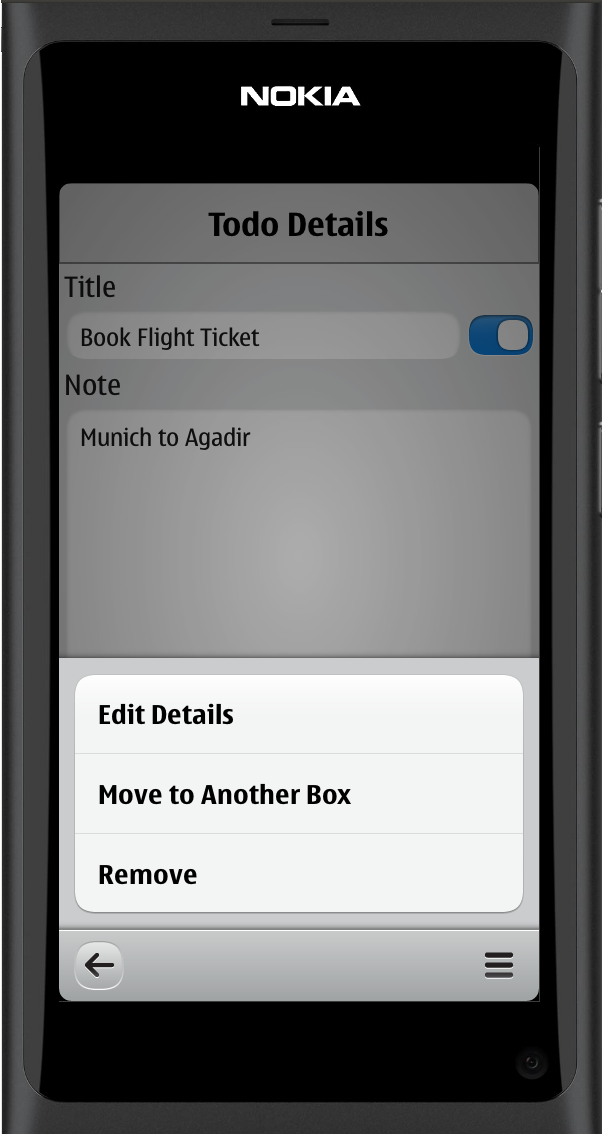 NOKIA
Todo Details
Title
Book Flight Ticket
Note
Munich to Agadir
Edit Details
Move to Another Box
Remove